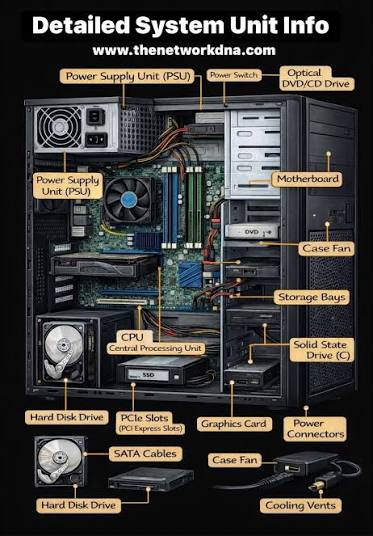 Detailed System Unit Info
www.thenetworkdna.com
Power Supply Unit (PSU)
Power Switch
Optical
DVD/CD Drive
Power Supply
Unit (PSU)
Motherboard
DVD
Case Fan
Storage Bays
CPU
Central Processing Unit
Solid State
Drive (C)
SSD
Hard Disk Drive
PCIe Slots
(PCI Express Slots)
Graphics Card
Power
Connectors
SATA Cables
Case Fan
Hard Disk Drive
Cooling Vents